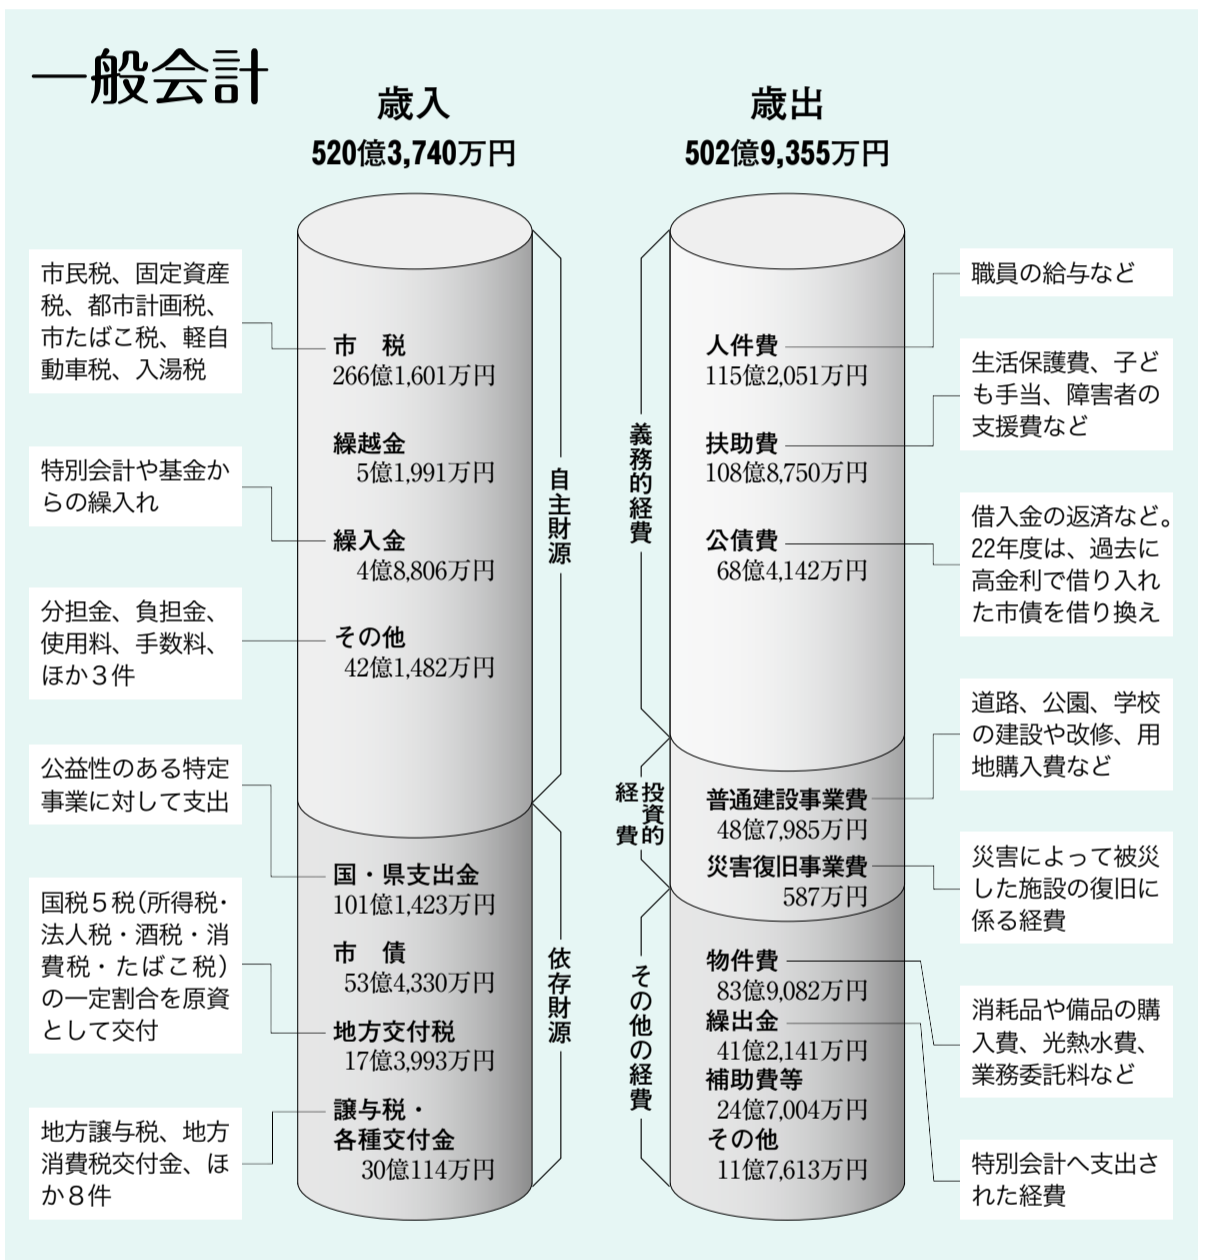 一般会計
歳入
520億3,740万円
市民税、固定資産
税、都市計画税、
市たばこ税、軽自
動車税、入湯税
市　税
266億1,601万円
特別会計や基金か
らの繰入れ
繰越金
5億1,991万円
繰入金
4億8,806万円
分担金、負担金、
使用料、手数料、
ほか３件
その他
42億1,482万円
自主財源
公益性のある特定
事業に対して支出
国・県支出金
101億1,423万円
国税５税（所得税・
法人税・酒税・消
費税・たばこ税）
の一定割合を原資
として交付
市　債
53億4,330万円
地方交付税
17億3,993万円
地方譲与税、地方
消費税交付金、ほ
か８件
譲与税・
各種交付金
30億114万円
依存財源
歳出
502億9,355万円
義務的経費
人件費
115億2,051万円
職員の給与など
扶助費
108億8,750万円
生活保護費、子ど
も手当、障害者の
支援費など
公債費
68億4,142万円
借入金の返済など。
22年度は、過去に
高金利で借り入れ
た市債を借り換え
投資的
経費
普通建設事業費
48億7,985万円
道路、公園、学校
の建設や改修、用
地購入費など
災害復旧事業費
587万円
災害によって被災
した施設の復旧に
係る経費
その他の経費
物件費
83億9,082万円
消耗品や備品の購
入費、光熱水費、
業務委託料など
繰出金
41億2,141万円
特別会計へ支出さ
れた経費
補助費等
24億7,004万円
その他
11億7,613万円